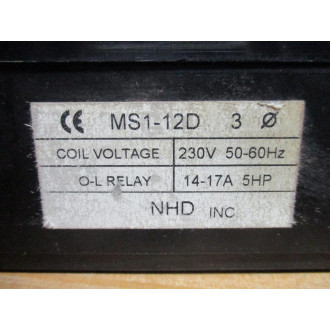 CE MS1-12D 3 Ø
COIL VOLTAGE 230V 50-60Hz
O-L RELAY 14-17A 5HP
NHD INC